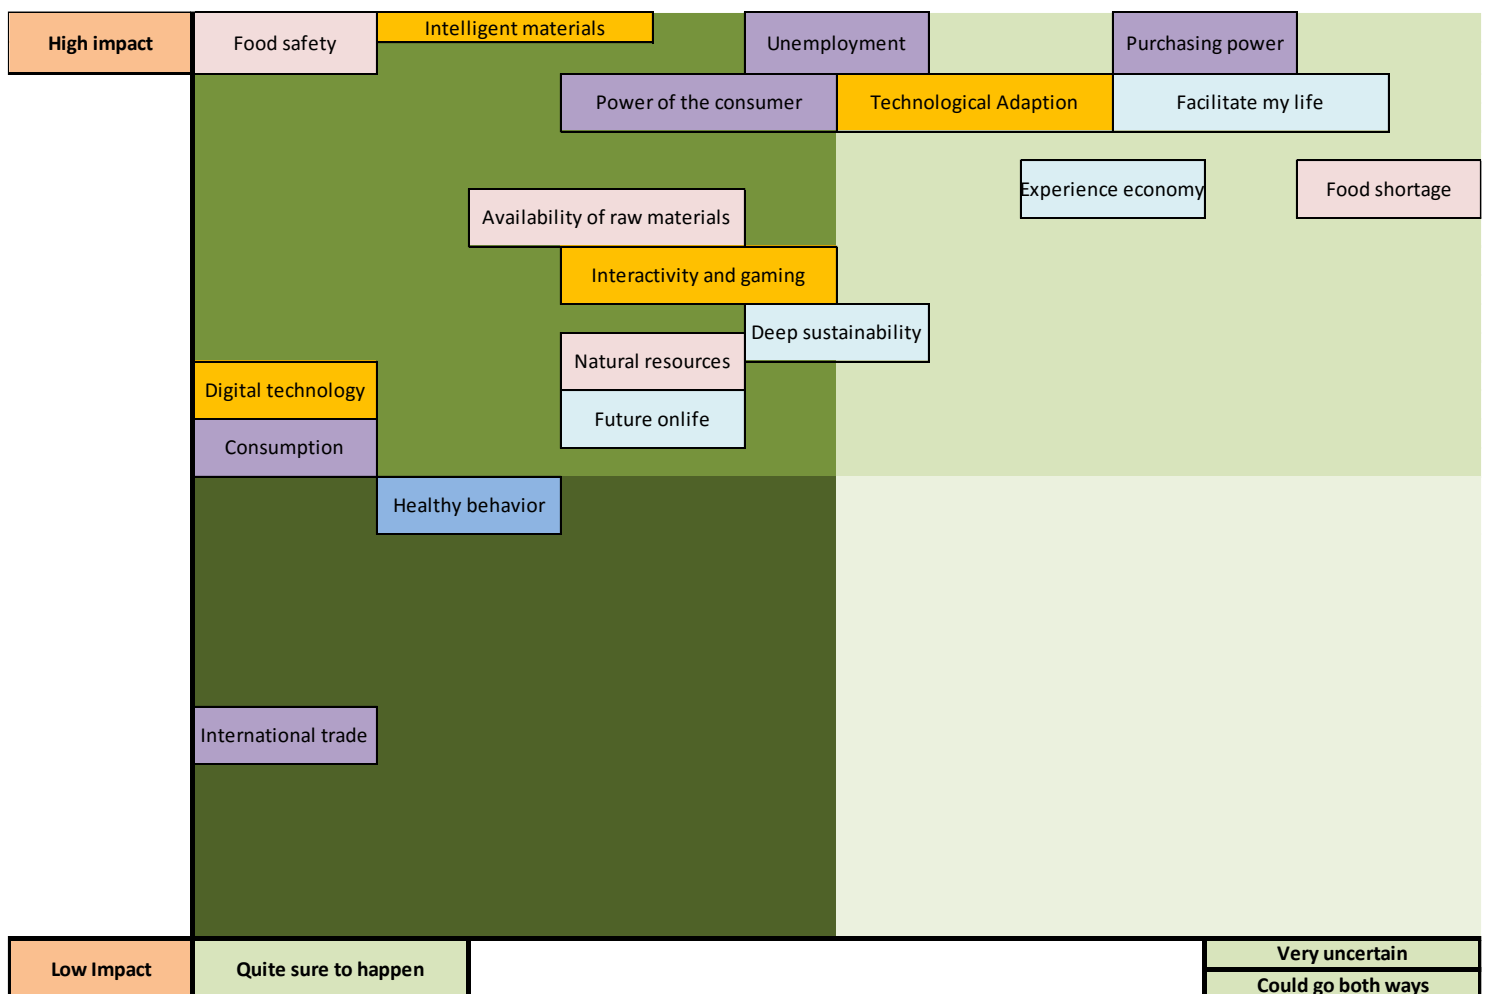 High impact
Food safety
Intelligent materials
Unemployment
Purchasing power
Power of the consumer
Technological Adaption
Facilitate my life
Experience economy
Food shortage
Availability of raw materials
Interactivity and gaming
Deep sustainability
Natural resources
Digital technology
Future onlife
Consumption
Healthy behavior
International trade
Low Impact
Quite sure to happen
Very uncertain
Could go both ways